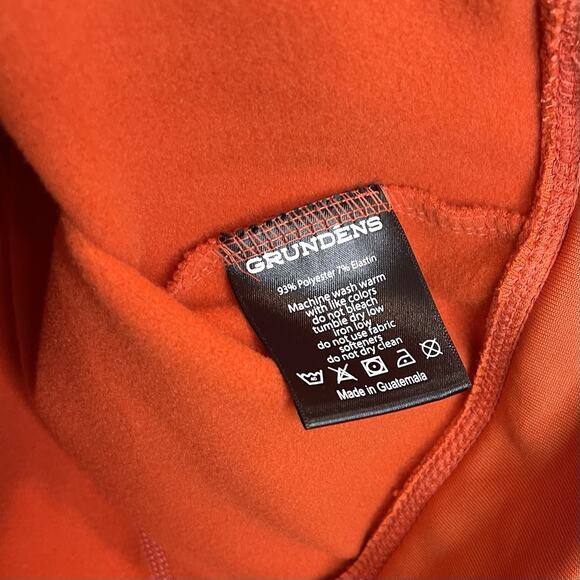 GRUNDÉNS
93% Polyester 7% Elastin
Machine wash warm
with like colors
do not bleach
tumble dry low
iron low
do not use fabric
softeners
do not dry clean
Made in Guatemala